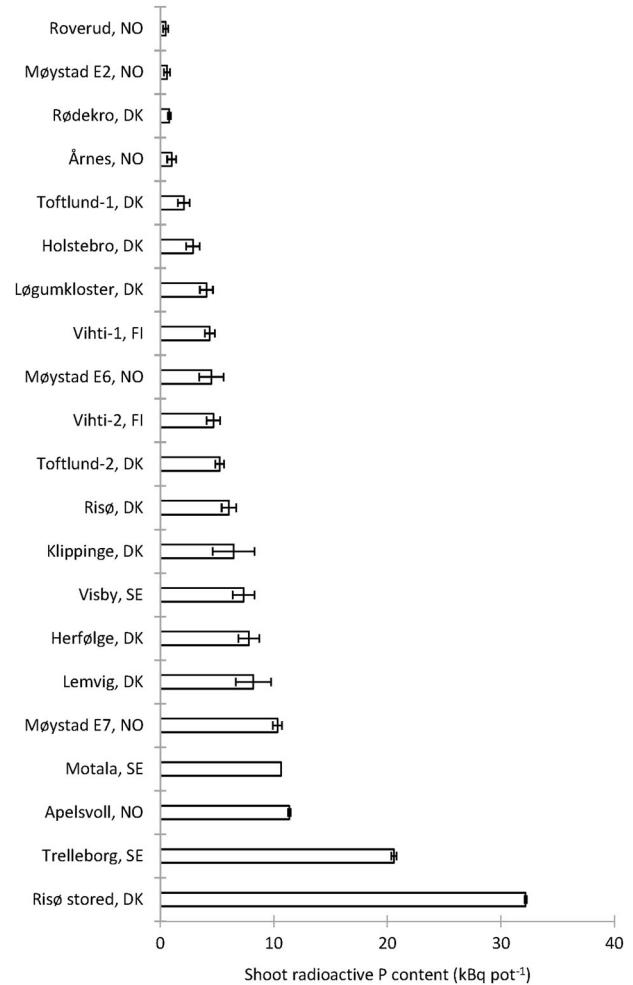 Roverud, NO
Møystad E2, NO
Rødekro, DK
Årnes, NO
Toftlund-1, DK
Holstebro, DK
Løgumkloster, DK
Vihti-1, FI
Møystad E6, NO
Vihti-2, FI
Toftlund-2, DK
Risø, DK
Klippinge, DK
Visby, SE
Herfølge, DK
Lemvig, DK
Møystad E7, NO
Motala, SE
Apelsvoll, NO
Trelleborg, SE
Risø stored, DK
0 10 20 30 40
Shoot radioactive P content (kBq pot⁻¹)